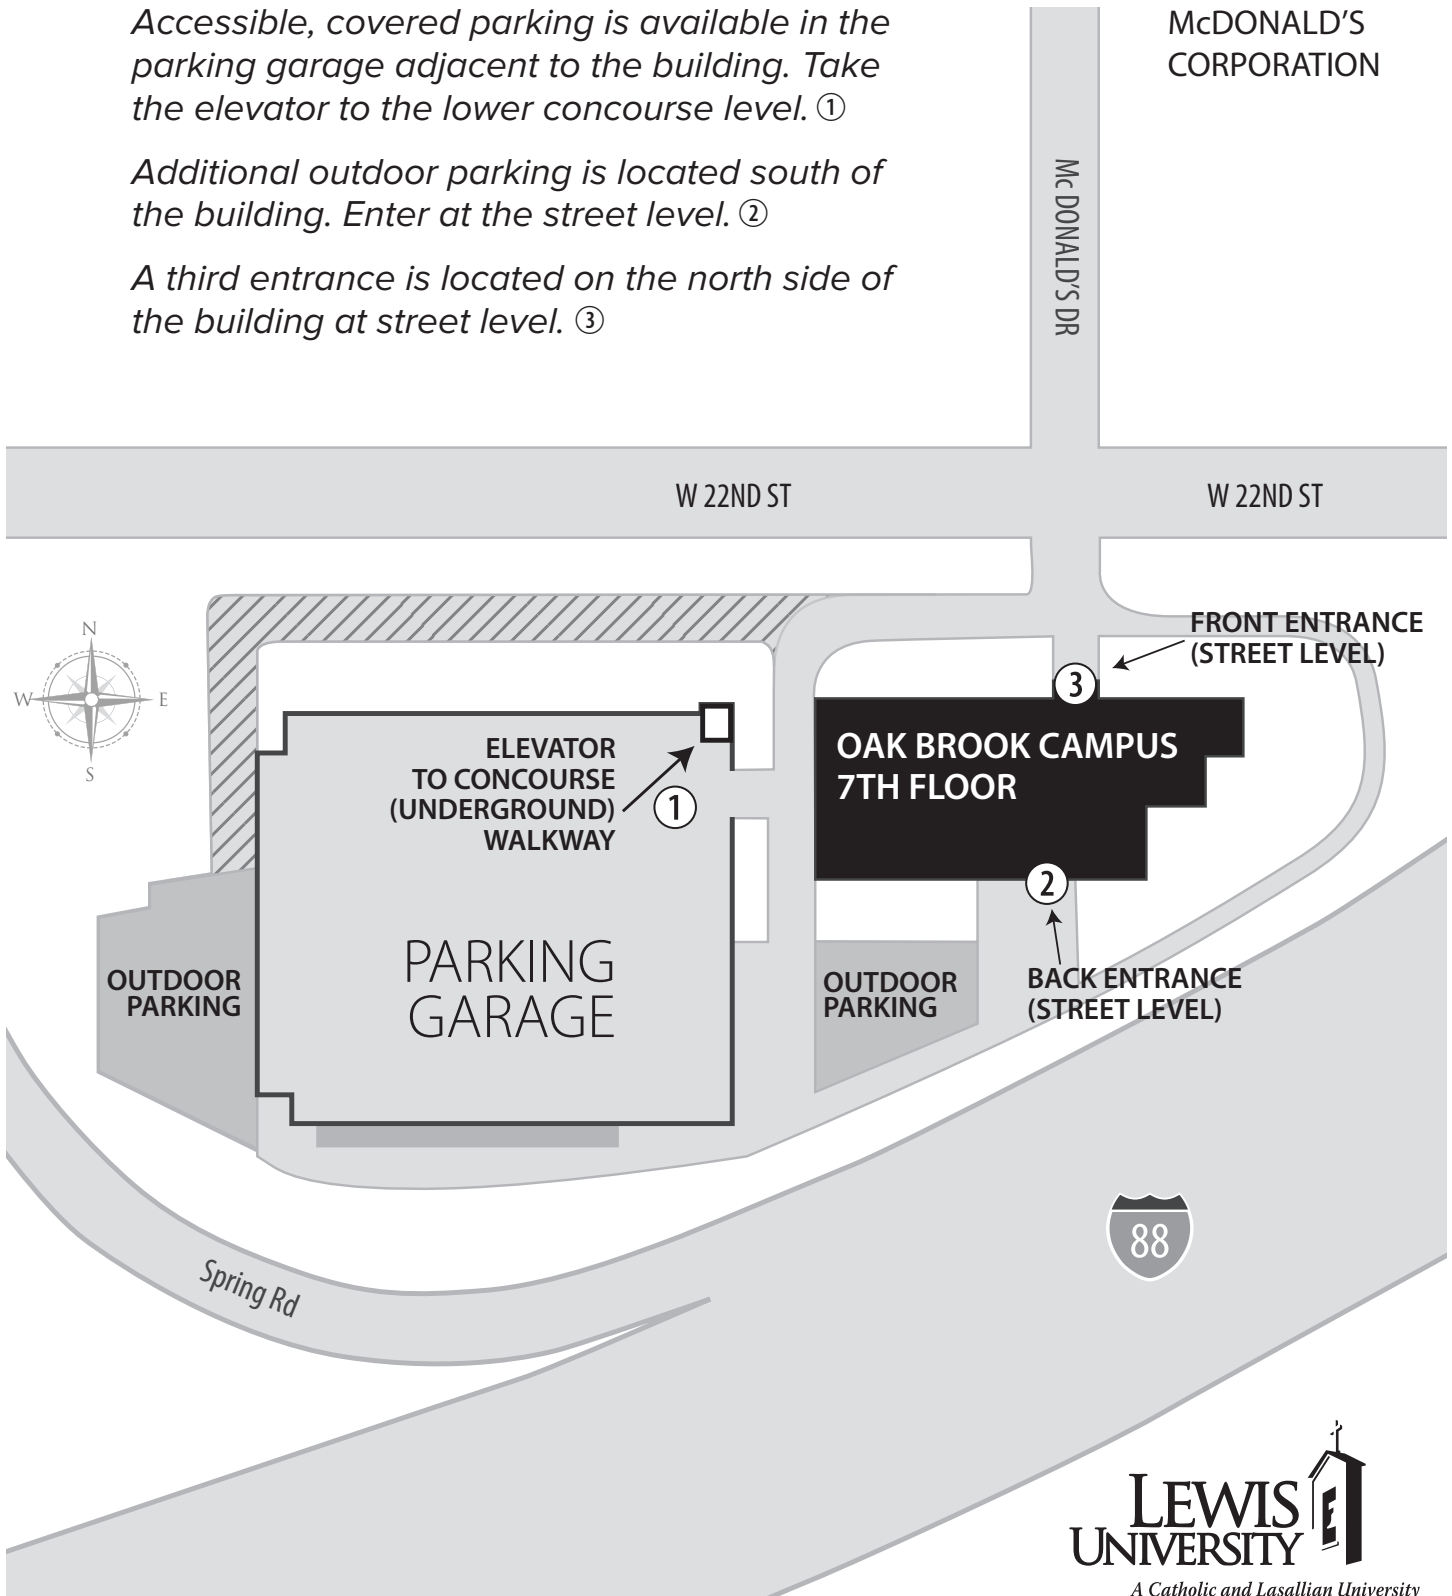 Accessible, covered parking is available in the
parking garage adjacent to the building. Take
the elevator to the lower concourse level. ①
Additional outdoor parking is located south of
the building. Enter at the street level. ②
A third entrance is located on the north side of
the building at street level. ③
McDONALD'S
CORPORATION
Mc DONALD'S DR
W 22ND ST
W 22ND ST
N
W
E
S
FRONT ENTRANCE
(STREET LEVEL)
3
ELEVATOR
TO CONCOURSE
(UNDERGROUND)
WALKWAY
1
OAK BROOK CAMPUS
7TH FLOOR
2
PARKING
GARAGE
OUTDOOR
PARKING
OUTDOOR
PARKING
BACK ENTRANCE
(STREET LEVEL)
88
Spring Rd
LEWIS
UNIVERSITY
A Catholic and Lasallian University